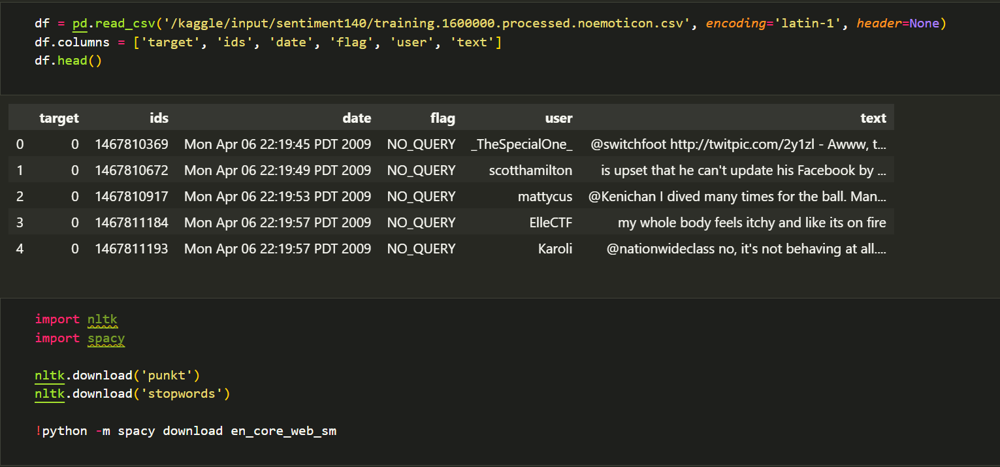 df = pd.read_csv('/kaggle/input/sentiment140/training.1600000.processed.noemoticon.csv', encoding='latin-1', header=None)
df.columns = ['target', 'ids', 'date', 'flag', 'user', 'text']
df.head()
target ids date flag user text
0 0 1467810369 Mon Apr 06 22:19:45 PDT 2009 NO_QUERY _TheSpecialOne_ @switchfoot http://twitpic.com/2y1zl - Awww, t...
1 0 1467810672 Mon Apr 06 22:19:49 PDT 2009 NO_QUERY scotthamilton is upset that he can't update his Facebook by ...
2 0 1467810917 Mon Apr 06 22:19:53 PDT 2009 NO_QUERY mattycus @Kenichan I dived many times for the ball. Man...
3 0 1467811184 Mon Apr 06 22:19:57 PDT 2009 NO_QUERY ElleCTF my whole body feels itchy and like its on fire
4 0 1467811193 Mon Apr 06 22:19:57 PDT 2009 NO_QUERY Karoli @nationwideclass no, it's not behaving at all....
import nltk
import spacy
nltk.download('punkt')
nltk.download('stopwords')
!python -m spacy download en_core_web_sm